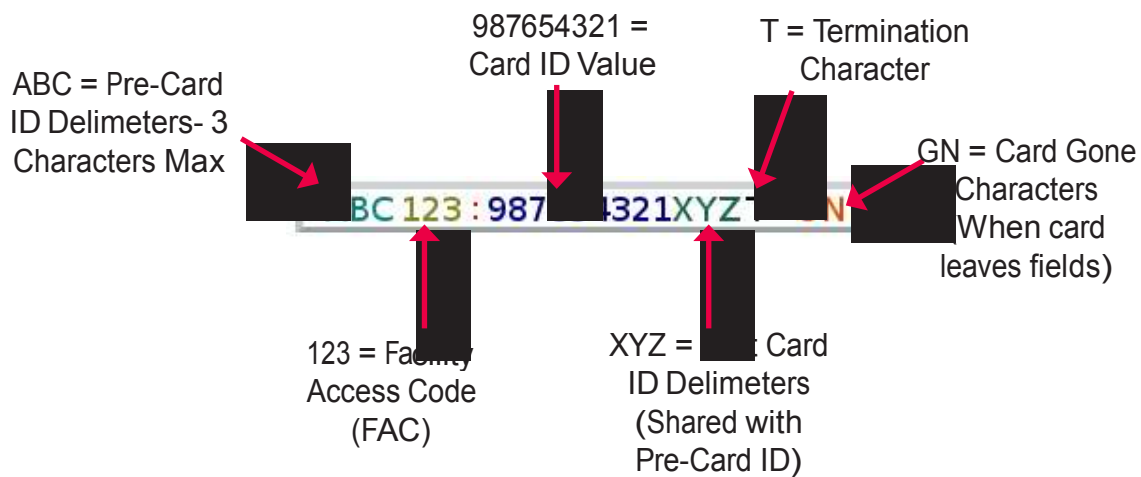 987654321 =
Card ID Value
T = Termination
Character
ABC = Pre-Card
ID Delimeters- 3
Characters Max
GN = Card Gone
Characters
(When card
leaves fields)
BC 123 : 987 4321XYZ N
123 = Facility
Access Code
(FAC)
XYZ = Card
ID Delimeters
(Shared with
Pre-Card ID)